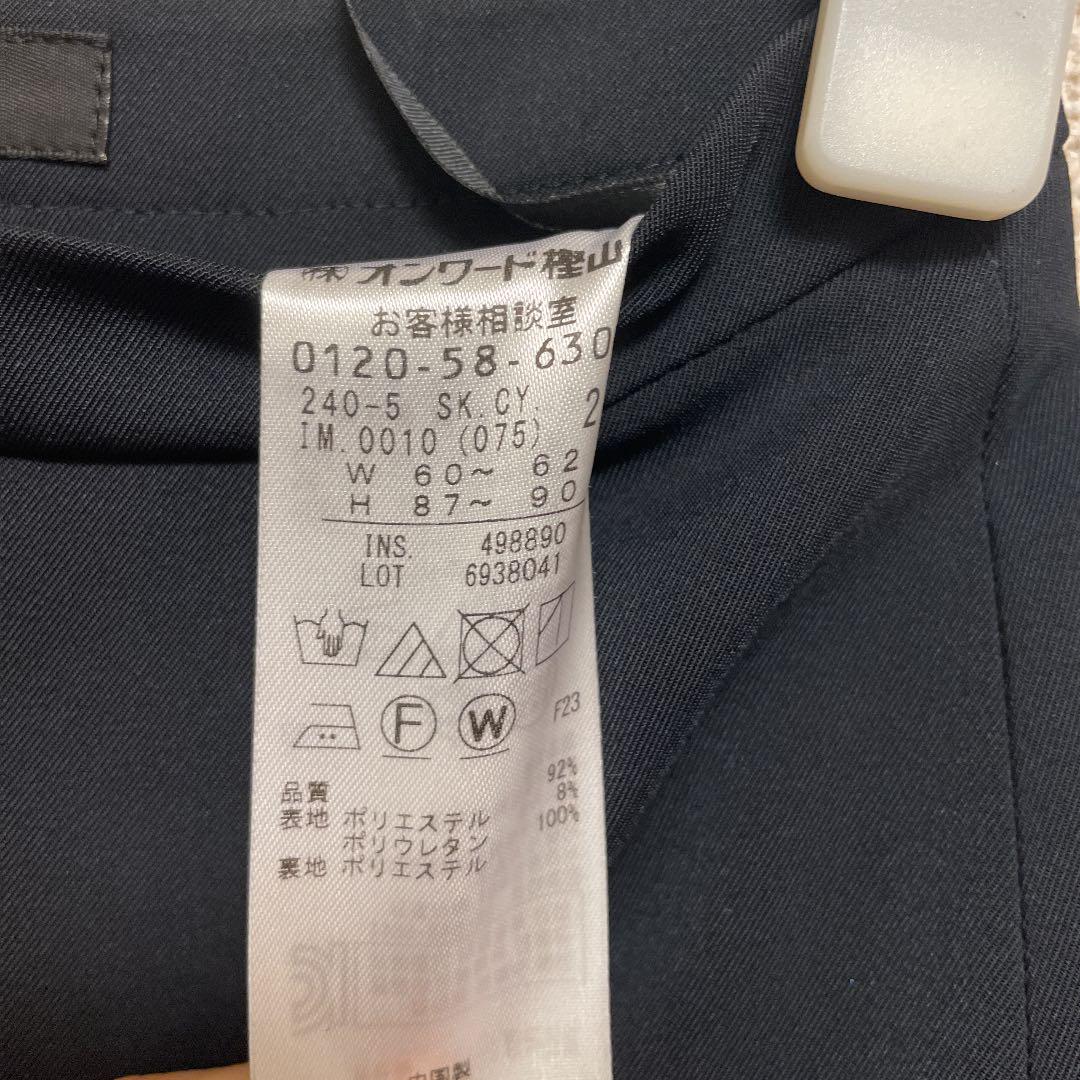 (株)オンワード樫山
お客様相談室
0120-58-630
240-5 SK.CY. 2
IM.0010 (075)
W 60～ 62
H 87～ 90
INS. 498890
LOT 6938041
F W F23
品質
表地 ポリエステル 92%
ポリウレタン 8%
裏地 ポリエステル 100%
中国製